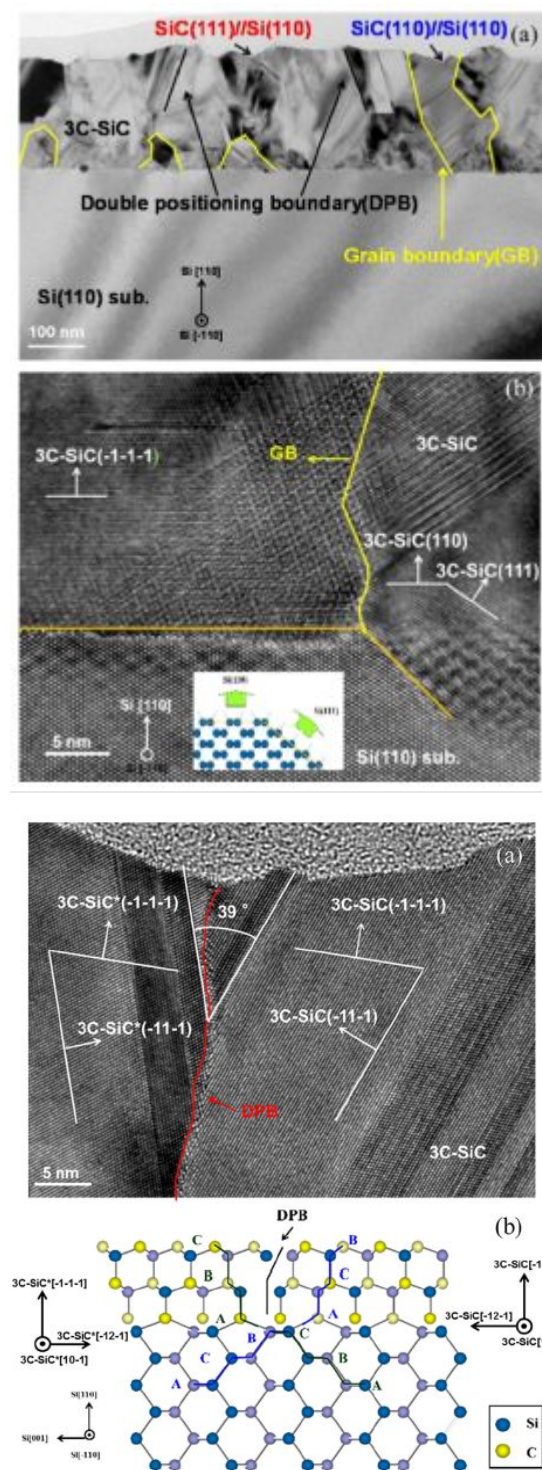 SiC(111)//Si(110)
SiC(110)//Si(110)
(a)
3C-SiC
Double positioning boundary(DPB)
Grain boundary(GB)
Si [110]
Si(110) sub.
Si [-110]
100 nm
(b)
3C-SiC(-1-1-1)
GB
3C-SiC
3C-SiC(110)
3C-SiC(111)
Si [110]
5 nm
Si(110) sub.
(a)
39 °
3C-SiC*(-1-1-1)
3C-SiC(-1-1-1)
3C-SiC*(-11-1)
3C-SiC(-11-1)
DPB
3C-SiC
5 nm
DPB
(b)
C
B
B
C
A
A
B
C
C
B
A
A
3C-SiC*[-1-1-1]
3C-SiC*[-12-1]
3C-SiC*[10-1]
3C-SiC[-1
3C-SiC[-12-1]
3C-SiC[
Si[110]
Si[001]
Si[-110]
Si
C